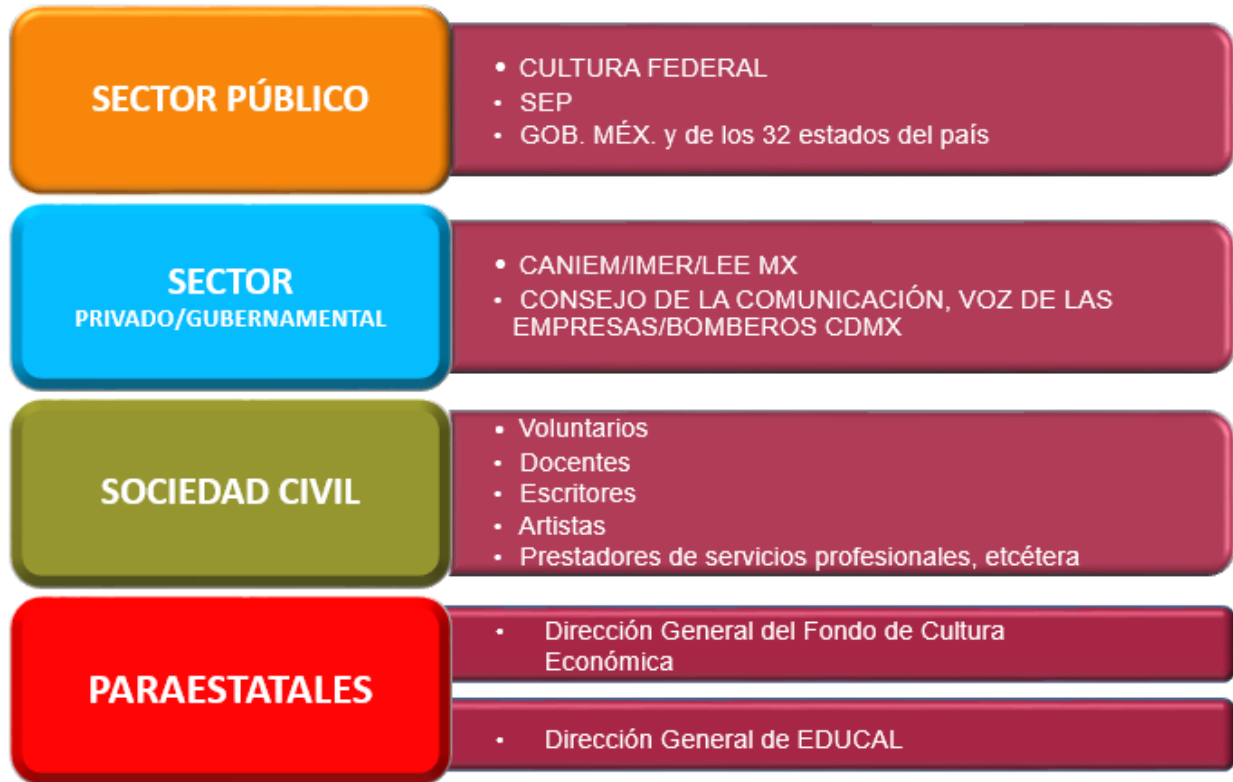 SECTOR PÚBLICO
• CULTURA FEDERAL
• SEP
• GOB. MÉX. y de los 32 estados del país
SECTOR
PRIVADO/GUBERNAMENTAL
• CANIEM/IMER/LEE MX
• CONSEJO DE LA COMUNICACIÓN, VOZ DE LAS
EMPRESAS/BOMBEROS CDMX
SOCIEDAD CIVIL
• Voluntarios
• Docentes
• Escritores
• Artistas
• Prestadores de servicios profesionales, etcétera
PARAESTATALES
• Dirección General del Fondo de Cultura
Económica
• Dirección General de EDUCAL